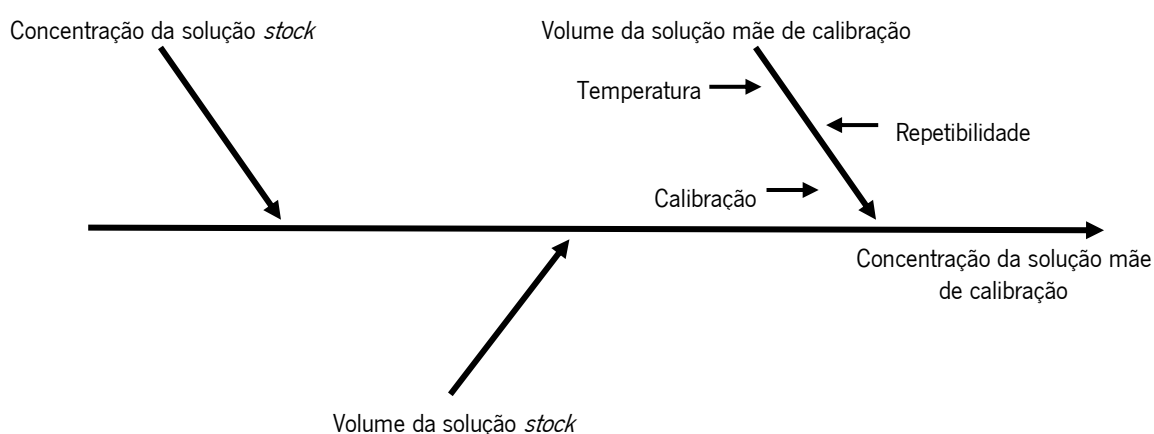 Concentração da solução stock
Volume da solução mãe de calibração
Temperatura
Repetibilidade
Calibração
Concentração da solução mãe
de calibração
Volume da solução stock